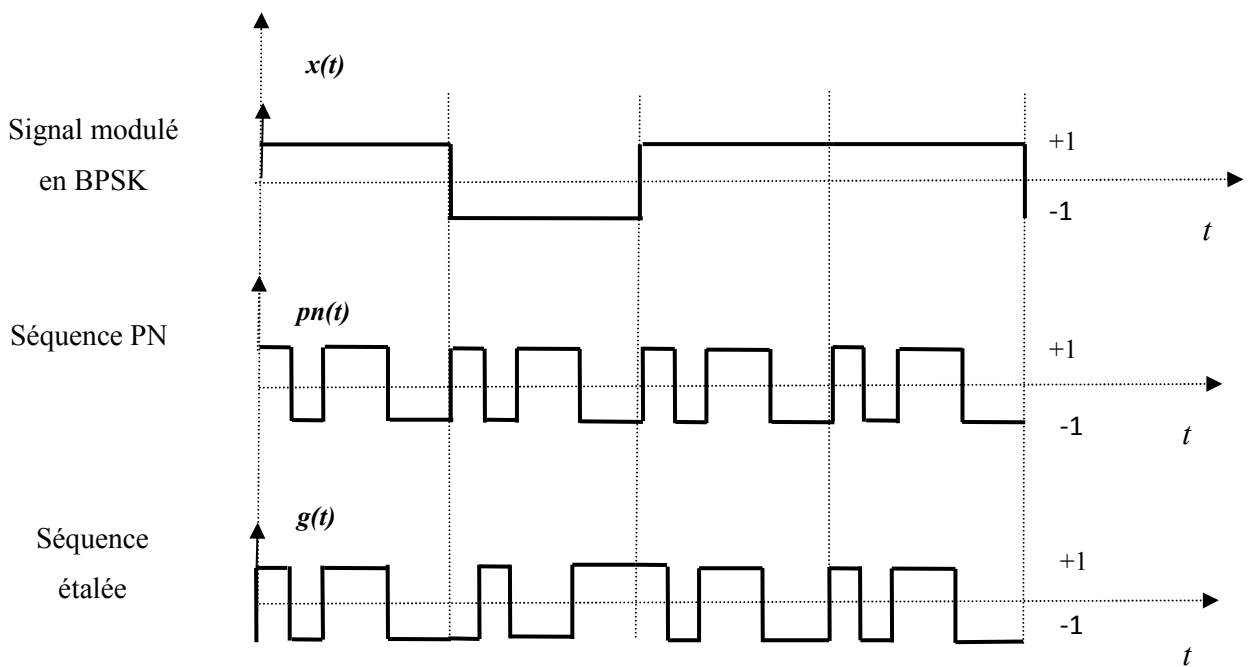 x(t)
Signal modulé
en BPSK
+1
-1
t
pn(t)
Séquence PN
+1
-1
t
g(t)
Séquence
étalée
+1
-1
t